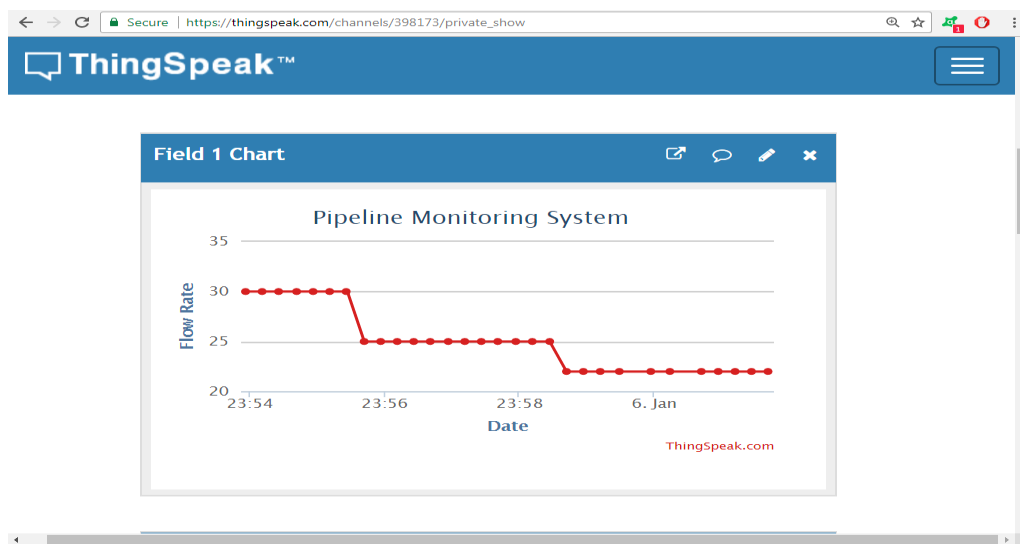 Secure | https://thingspeak.com/channels/398173/private_show
1
ThingSpeak™
Field 1 Chart
Pipeline Monitoring System
35
30
25
20
Flow Rate
23:54 23:56 23:58 6. Jan
Date
ThingSpeak.com